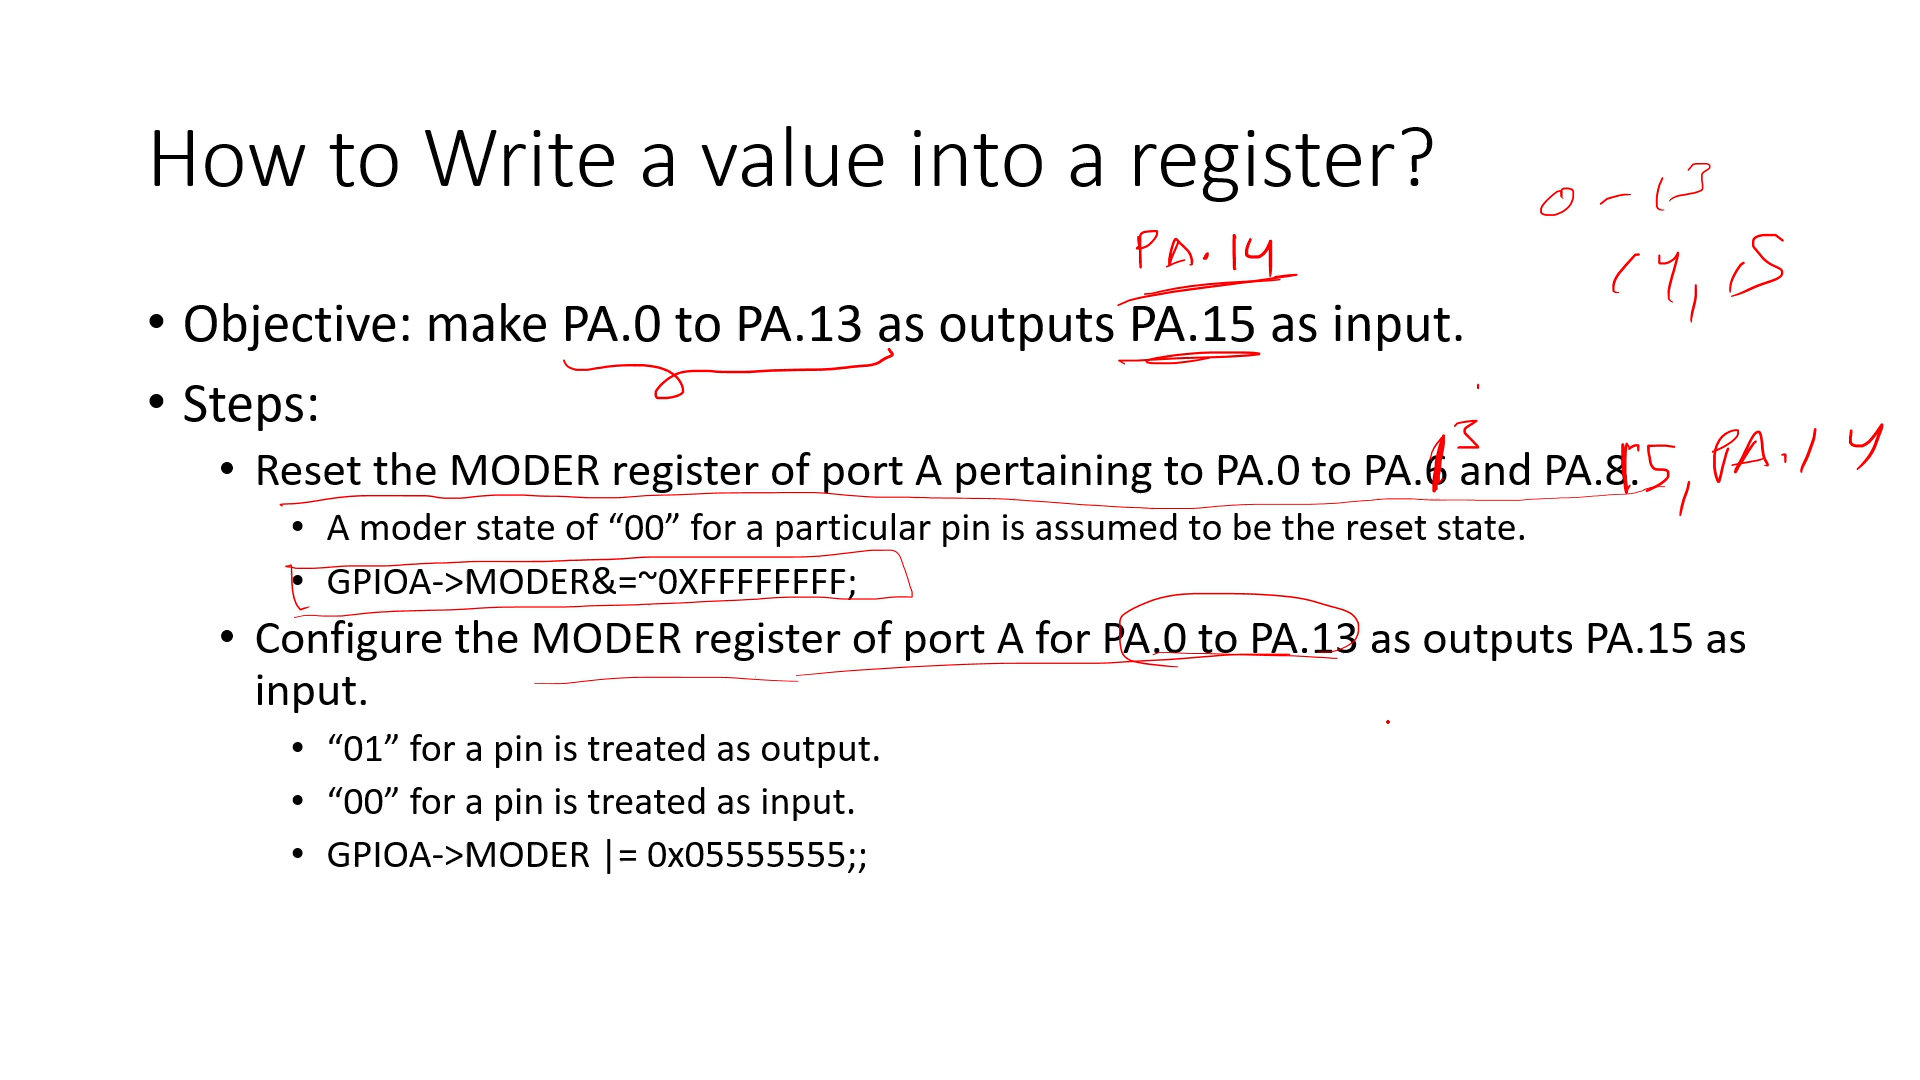 How to Write a value into a register?
0 - 13
PA.14
14, 15
• Objective: make PA.0 to PA.13 as outputs PA.15 as input.
• Steps:
3
• Reset the MODER register of port A pertaining to PA.0 to PA.6 and PA.8. 15, PA.14
• A moder state of “00” for a particular pin is assumed to be the reset state.
• GPIOA->MODER&=~0XFFFFFFFF;
• Configure the MODER register of port A for PA.0 to PA.13 as outputs PA.15 as
input.
• “01” for a pin is treated as output.
• “00” for a pin is treated as input.
• GPIOA->MODER |= 0x05555555;;